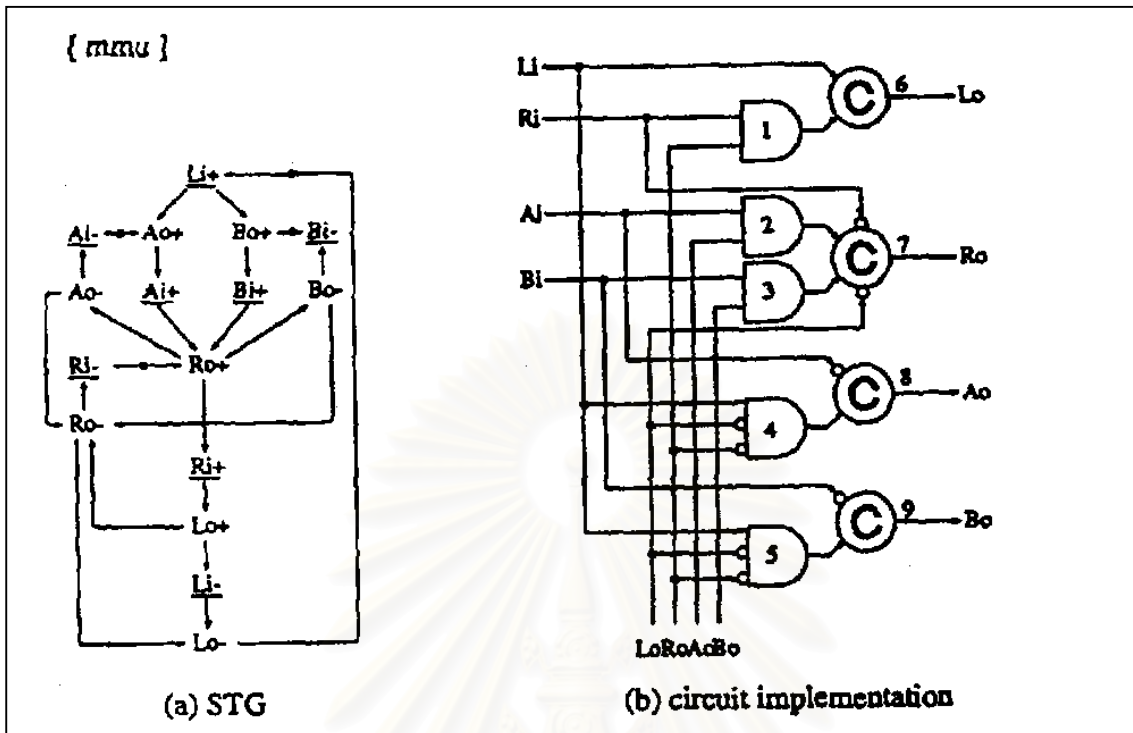 { mmu }
Li+
Ai- Ao+ Bo+ Bi-
Ao- Ai+ Bi+ Bo-
Ri- Ro+
Ro-
Ri+
Lo+
Li-
Lo-
(a) STG
Li
Ri
Ai
Bi
1
2
3
4
5
C 6 Lo
C 7 Ro
C 8 Ao
C 9 Bo
LoRoAoBo
(b) circuit implementation